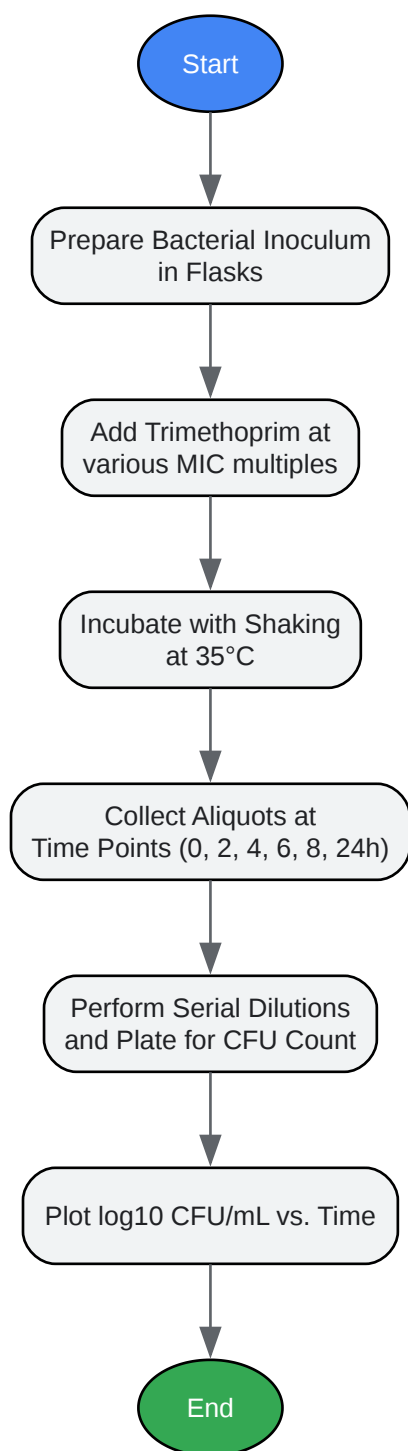 Start
Prepare Bacterial Inoculum
in Flasks
Add Trimethoprim at
various MIC multiples
Incubate with Shaking
at 35°C
Collect Aliquots at
Time Points (0, 2, 4, 6, 8, 24h)
Perform Serial Dilutions
and Plate for CFU Count
Plot log10 CFU/mL vs. Time
End